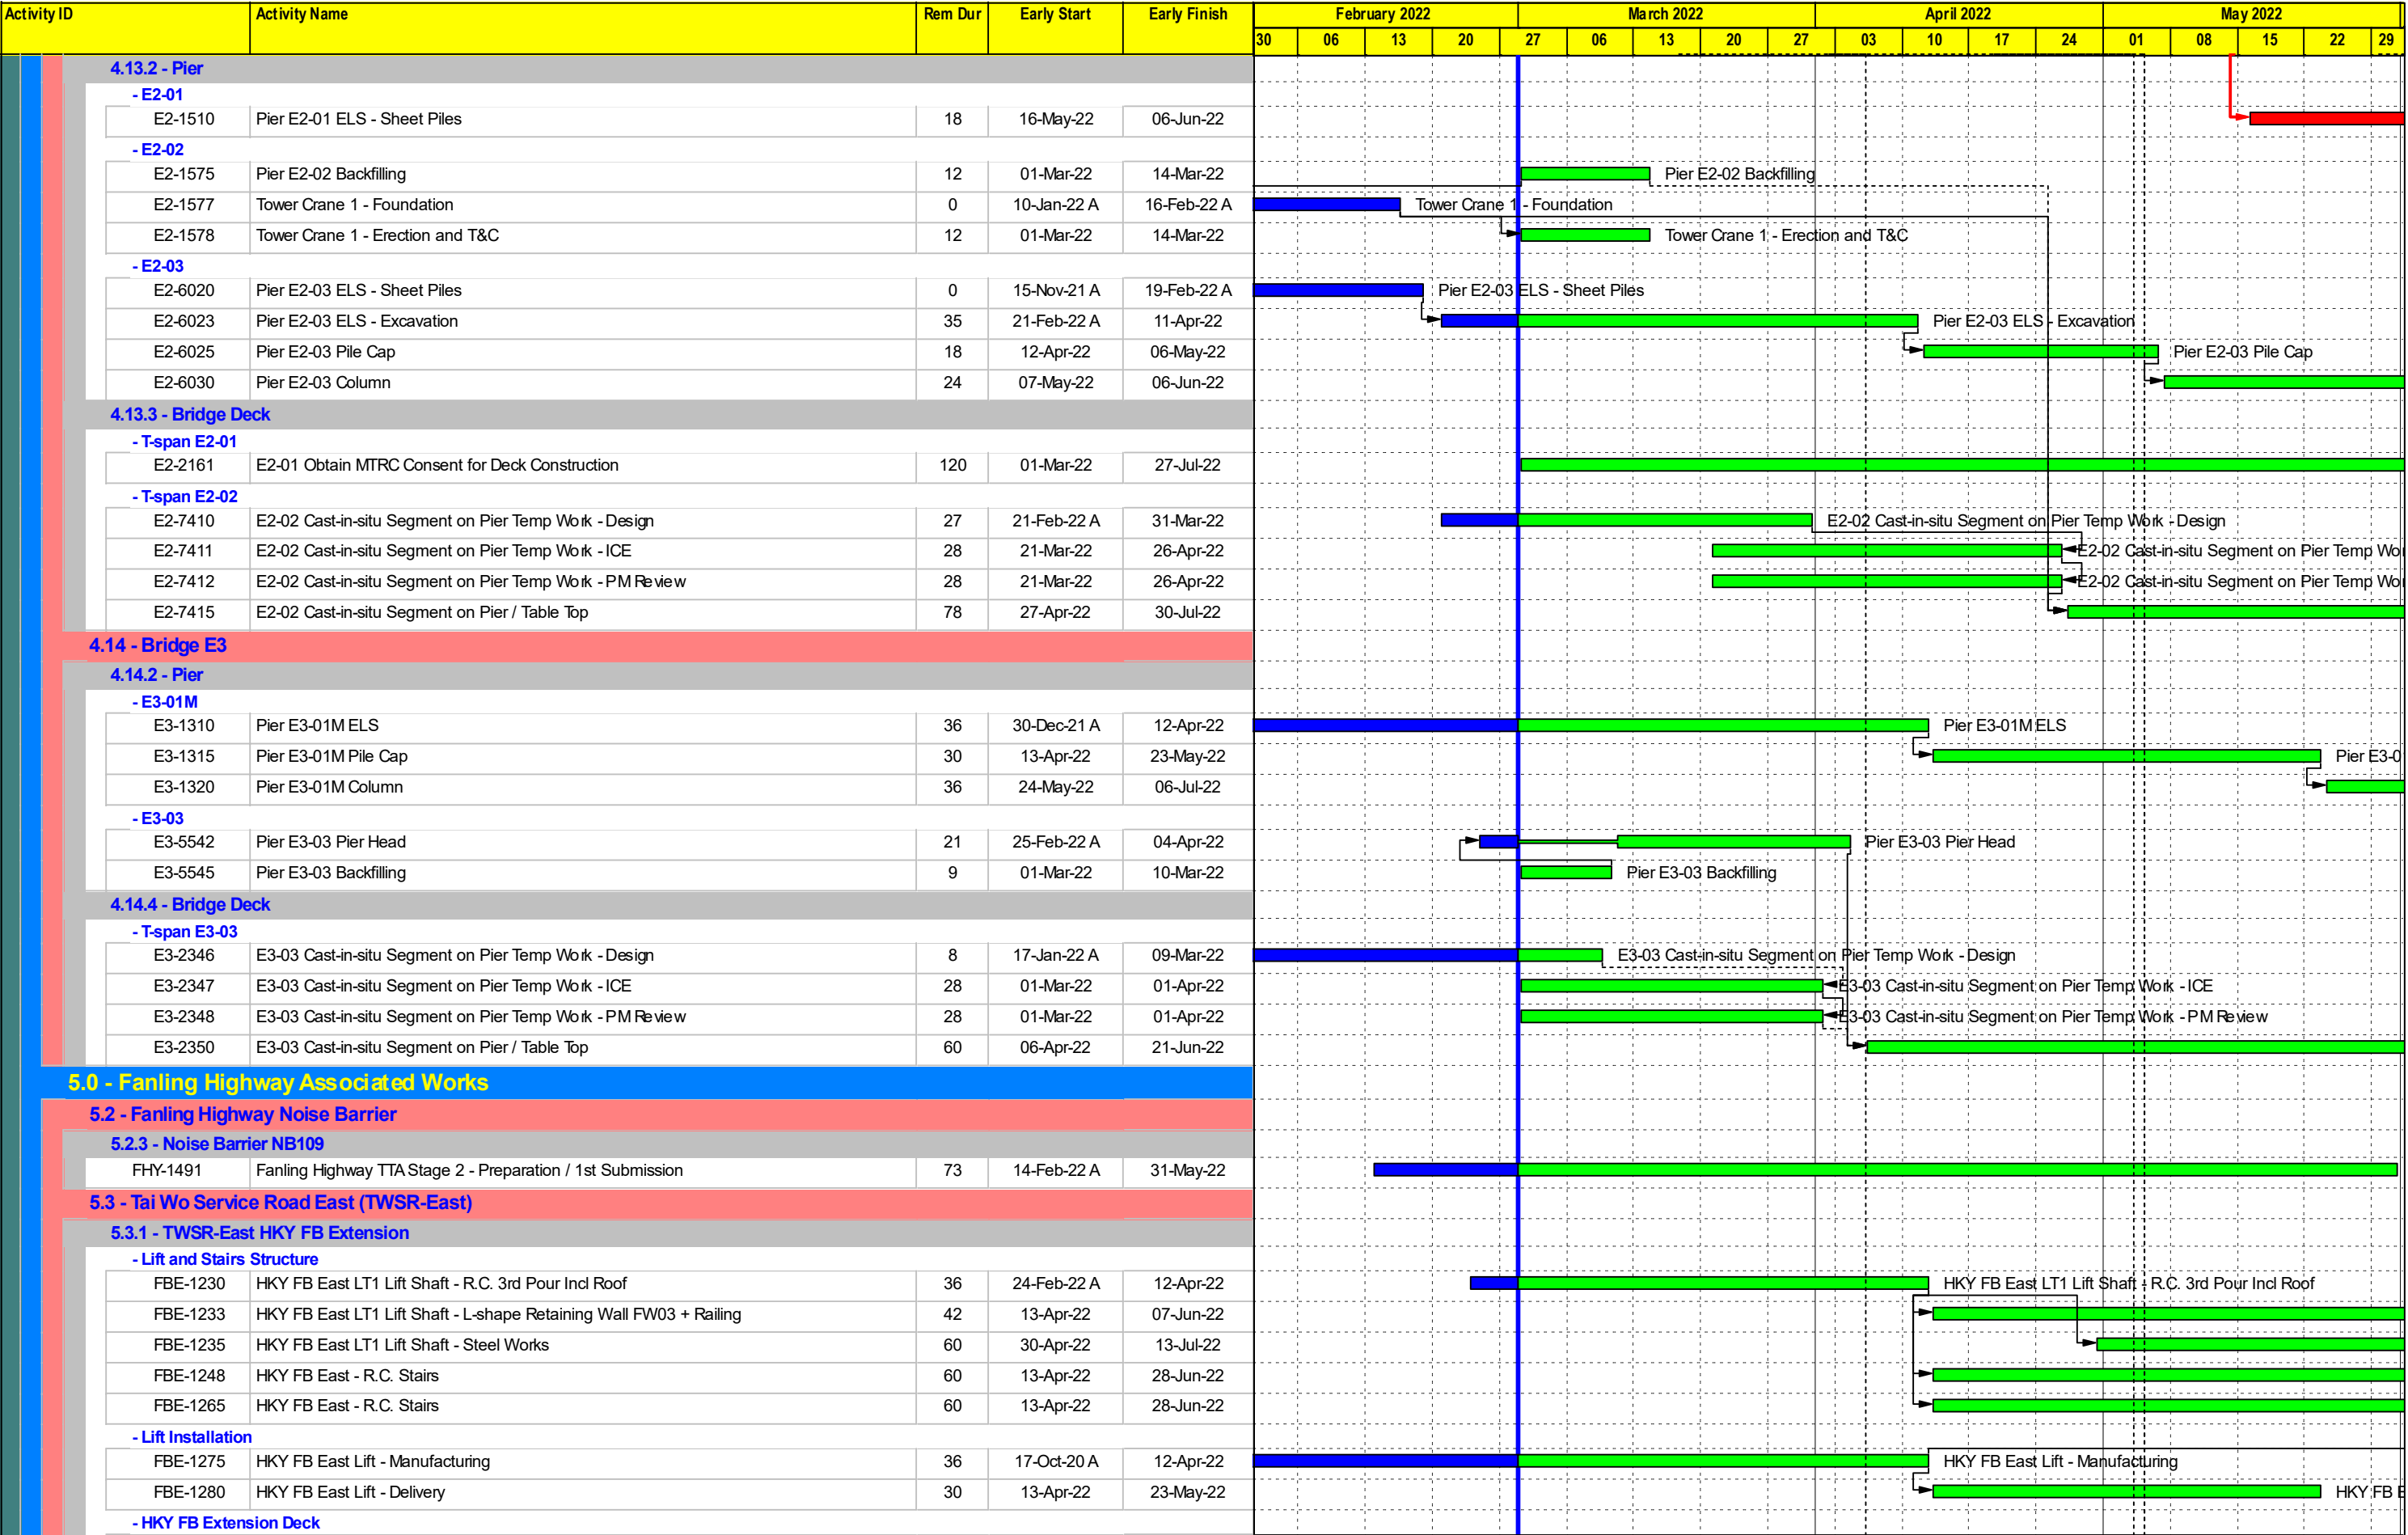 Activity ID Activity Name Rem Dur Early Start Early Finish February 2022 March 2022 April 2022 May 2022
30 06 13 20 27 06 13 20 27 03 10 17 24 01 08 15 22 29
4.13.2 - Pier
- E2-01
E2-1510 Pier E2-01 ELS - Sheet Piles 18 16-May-22 06-Jun-22
- E2-02
E2-1575 Pier E2-02 Backfilling 12 01-Mar-22 14-Mar-22 Pier E2-02 Backfilling
E2-1577 Tower Crane 1 - Foundation 0 10-Jan-22 A 16-Feb-22 A Tower Crane 1 - Foundation
E2-1578 Tower Crane 1 - Erection and T&C 12 01-Mar-22 14-Mar-22 Tower Crane 1 - Erection and T&C
- E2-03
E2-6020 Pier E2-03 ELS - Sheet Piles 0 15-Nov-21 A 19-Feb-22 A Pier E2-03 ELS - Sheet Piles
E2-6023 Pier E2-03 ELS - Excavation 35 21-Feb-22 A 11-Apr-22 Pier E2-03 ELS - Excavation
E2-6025 Pier E2-03 Pile Cap 18 12-Apr-22 06-May-22 Pier E2-03 Pile Cap
E2-6030 Pier E2-03 Column 24 07-May-22 06-Jun-22
4.13.3 - Bridge Deck
- T-span E2-01
E2-2161 E2-01 Obtain MTRC Consent for Deck Construction 120 01-Mar-22 27-Jul-22
- T-span E2-02
E2-7410 E2-02 Cast-in-situ Segment on Pier Temp Work - Design 27 21-Feb-22 A 31-Mar-22 E2-02 Cast-in-situ Segment on Pier Temp Work - Design
E2-7411 E2-02 Cast-in-situ Segment on Pier Temp Work - ICE 28 21-Mar-22 26-Apr-22 E2-02 Cast-in-situ Segment on Pier Temp Wo
E2-7412 E2-02 Cast-in-situ Segment on Pier Temp Work - PM Review 28 21-Mar-22 26-Apr-22 E2-02 Cast-in-situ Segment on Pier Temp Wo
E2-7415 E2-02 Cast-in-situ Segment on Pier / Table Top 78 27-Apr-22 30-Jul-22
4.14 - Bridge E3
4.14.2 - Pier
- E3-01M
E3-1310 Pier E3-01M ELS 36 30-Dec-21 A 12-Apr-22 Pier E3-01M ELS
E3-1315 Pier E3-01M Pile Cap 30 13-Apr-22 23-May-22 Pier E3-0
E3-1320 Pier E3-01M Column 36 24-May-22 06-Jul-22
- E3-03
E3-5542 Pier E3-03 Pier Head 21 25-Feb-22 A 04-Apr-22 Pier E3-03 Pier Head
E3-5545 Pier E3-03 Backfilling 9 01-Mar-22 10-Mar-22 Pier E3-03 Backfilling
4.14.4 - Bridge Deck
- T-span E3-03
E3-2346 E3-03 Cast-in-situ Segment on Pier Temp Work - Design 8 17-Jan-22 A 09-Mar-22 E3-03 Cast-in-situ Segment on Pier Temp Work - Design
E3-2347 E3-03 Cast-in-situ Segment on Pier Temp Work - ICE 28 01-Mar-22 01-Apr-22 E3-03 Cast-in-situ Segment on Pier Temp Work - ICE
E3-2348 E3-03 Cast-in-situ Segment on Pier Temp Work - PM Review 28 01-Mar-22 01-Apr-22 E3-03 Cast-in-situ Segment on Pier Temp Work - PM Review
E3-2350 E3-03 Cast-in-situ Segment on Pier / Table Top 60 06-Apr-22 21-Jun-22
5.0 - Fanling Highway Associated Works
5.2 - Fanling Highway Noise Barrier
5.2.3 - Noise Barrier NB109
FHY-1491 Fanling Highway TTA Stage 2 - Preparation / 1st Submission 73 14-Feb-22 A 31-May-22
5.3 - Tai Wo Service Road East (TWSR-East)
5.3.1 - TWSR-East HKY FB Extension
- Lift and Stairs Structure
FBE-1230 HKY FB East LT1 Lift Shaft - R.C. 3rd Pour Incl Roof 36 24-Feb-22 A 12-Apr-22 HKY FB East LT1 Lift Shaft - R.C. 3rd Pour Incl Roof
FBE-1233 HKY FB East LT1 Lift Shaft - L-shape Retaining Wall FW03 + Railing 42 13-Apr-22 07-Jun-22
FBE-1235 HKY FB East LT1 Lift Shaft - Steel Works 60 30-Apr-22 13-Jul-22
FBE-1248 HKY FB East - R.C. Stairs 60 13-Apr-22 28-Jun-22
FBE-1265 HKY FB East - R.C. Stairs 60 13-Apr-22 28-Jun-22
- Lift Installation
FBE-1275 HKY FB East Lift - Manufacturing 36 17-Oct-20 A 12-Apr-22 HKY FB East Lift - Manufacturing
FBE-1280 HKY FB East Lift - Delivery 30 13-Apr-22 23-May-22 HKY FB E
- HKY FB Extension Deck